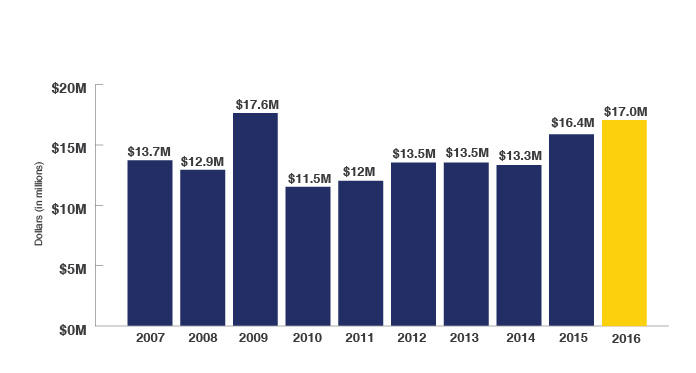 $20M
$15M
$10M
$5M
$0M
Dollars (in millions)
$13.7M
$12.9M
$17.6M
$11.5M
$12M
$13.5M
$13.5M
$13.3M
$16.4M
$17.0M
2007
2008
2009
2010
2011
2012
2013
2014
2015
2016